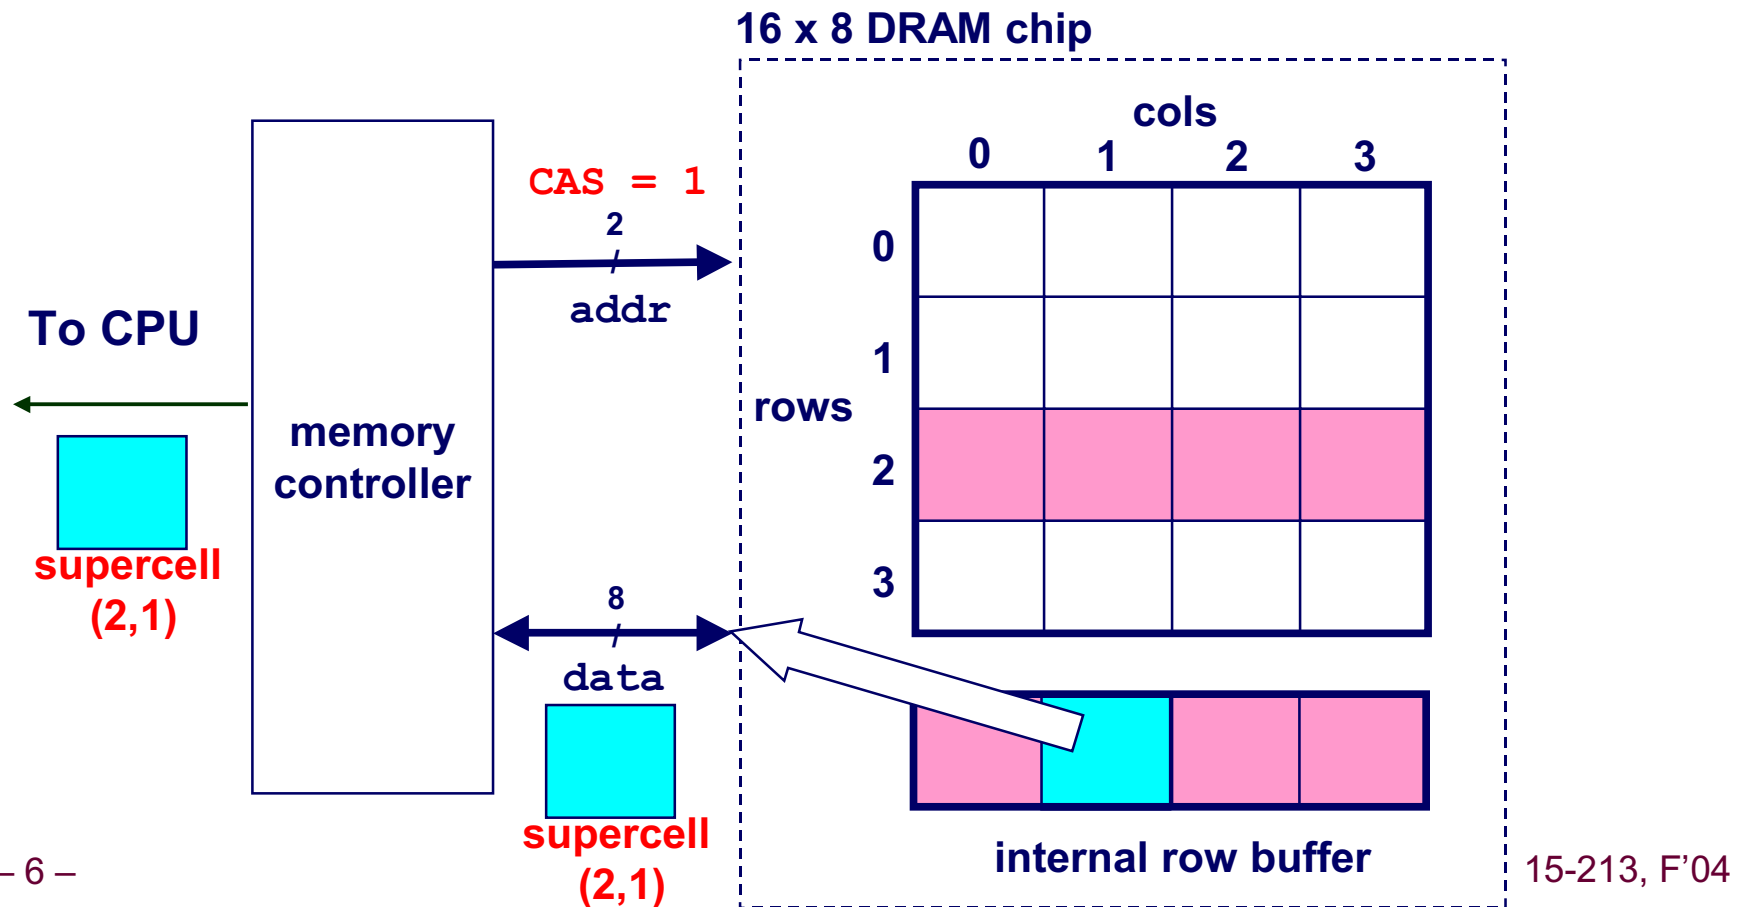 16 x 8 DRAM chip
cols
0 1 2 3
CAS = 1
2
addr
0
To CPU
1
rows
memory
controller
2
supercell
(2,1)
3
8
data
supercell
(2,1)
internal row buffer
– 6 –
15-213, F’04